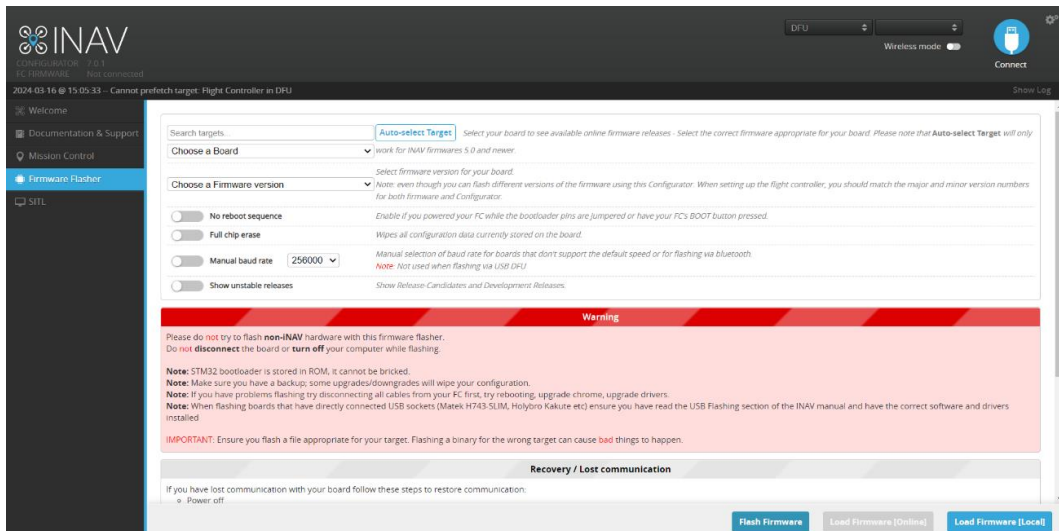 INAV
CONFIGURATOR 7.0.1
FC FIRMWARE Not connected
DFU
Wireless mode
Connect
2024-03-16 @ 15:05:33 -- Cannot prefetch target: Flight Controller in DFU
Show Log
Welcome
Documentation & Support
Mission Control
Firmware Flasher
SITL
Search targets...
Auto-select Target
Choose a Board
Select your board to see available online firmware releases - Select the correct firmware appropriate for your board. Please note that Auto-select Target will only
work for INAV firmwares 5.0 and newer.
Choose a Firmware version
Select firmware version for your board.
Note: even though you can flash different versions of the firmware using this Configurator. When setting up the flight controller, you should match the major and minor version numbers
for both firmware and Configurator.
No reboot sequence
Enable if you powered your FC while the bootloader pins are jumpered or have your FC's BOOT button pressed.
Full chip erase
Wipes all configuration data currently stored on the board.
Manual baud rate 256000
Manual selection of baud rate for boards that don't support the default speed or for flashing via bluetooth.
Note: Not used when flashing via USB DFU
Show unstable releases
Show Release-Candidates and Development Releases.
Warning
Please do not try to flash non-iNAV hardware with this firmware flasher.
Do not disconnect the board or turn off your computer while flashing.
Note: STM32 bootloader is stored in ROM, it cannot be bricked.
Note: Make sure you have a backup; some upgrades/downgrades will wipe your configuration.
Note: If you have problems flashing try disconnecting all cables from your FC first, try rebooting, upgrade chrome, upgrade drivers.
Note: When flashing boards that have directly connected USB sockets (Matek H743-SLIM, Holybro Kakute etc) ensure you have read the USB Flashing section of the INAV manual and have the correct software and drivers
installed
IMPORTANT: Ensure you flash a file appropriate for your target. Flashing a binary for the wrong target can cause bad things to happen.
Recovery / Lost communication
If you have lost communication with your board follow these steps to restore communication:
Power off
Flash Firmware
Load Firmware [Online]
Load Firmware [Local]